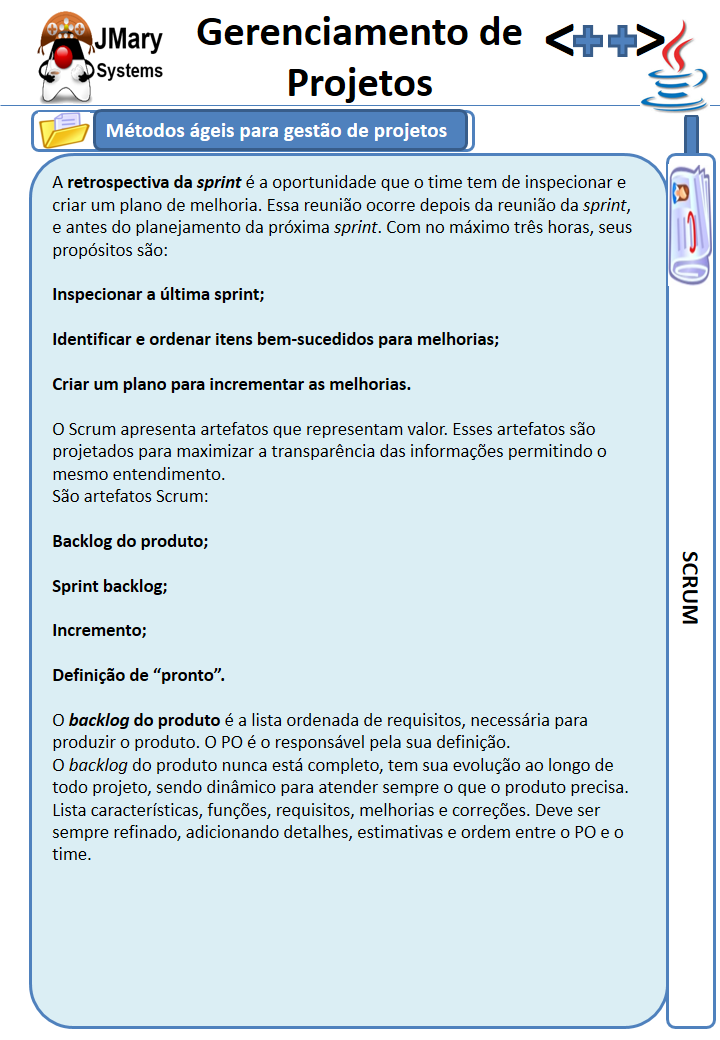 JMary
Systems
Gerenciamento de
Projetos
<++>
Métodos ágeis para gestão de projetos
A retrospectiva da sprint é a oportunidade que o time tem de inspecionar e
criar um plano de melhoria. Essa reunião ocorre depois da reunião da sprint,
e antes do planejamento da próxima sprint. Com no máximo três horas, seus
propósitos são:
Inspecionar a última sprint;
Identificar e ordenar itens bem-sucedidos para melhorias;
Criar um plano para incrementar as melhorias.
O Scrum apresenta artefatos que representam valor. Esses artefatos são
projetados para maximizar a transparência das informações permitindo o
mesmo entendimento.
São artefatos Scrum:
Backlog do produto;
Sprint backlog;
Incremento;
Definição de “pronto”.
O backlog do produto é a lista ordenada de requisitos, necessária para
produzir o produto. O PO é o responsável pela sua definição.
O backlog do produto nunca está completo, tem sua evolução ao longo de
todo projeto, sendo dinâmico para atender sempre o que o produto precisa.
Lista características, funções, requisitos, melhorias e correções. Deve ser
sempre refinado, adicionando detalhes, estimativas e ordem entre o PO e o
time.
SCRUM